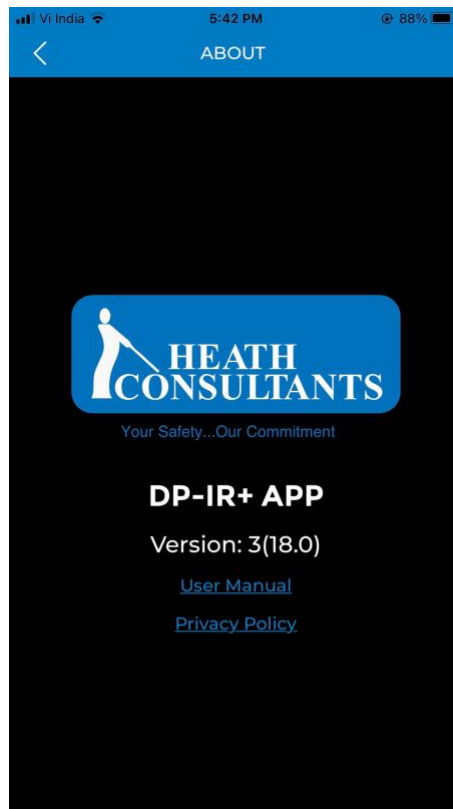 Vi India 5:42 PM 88%
ABOUT
HEATH
CONSULTANTS
Your Safety...Our Commitment
DP-IR+ APP
Version: 3(18.0)
User Manual
Privacy Policy